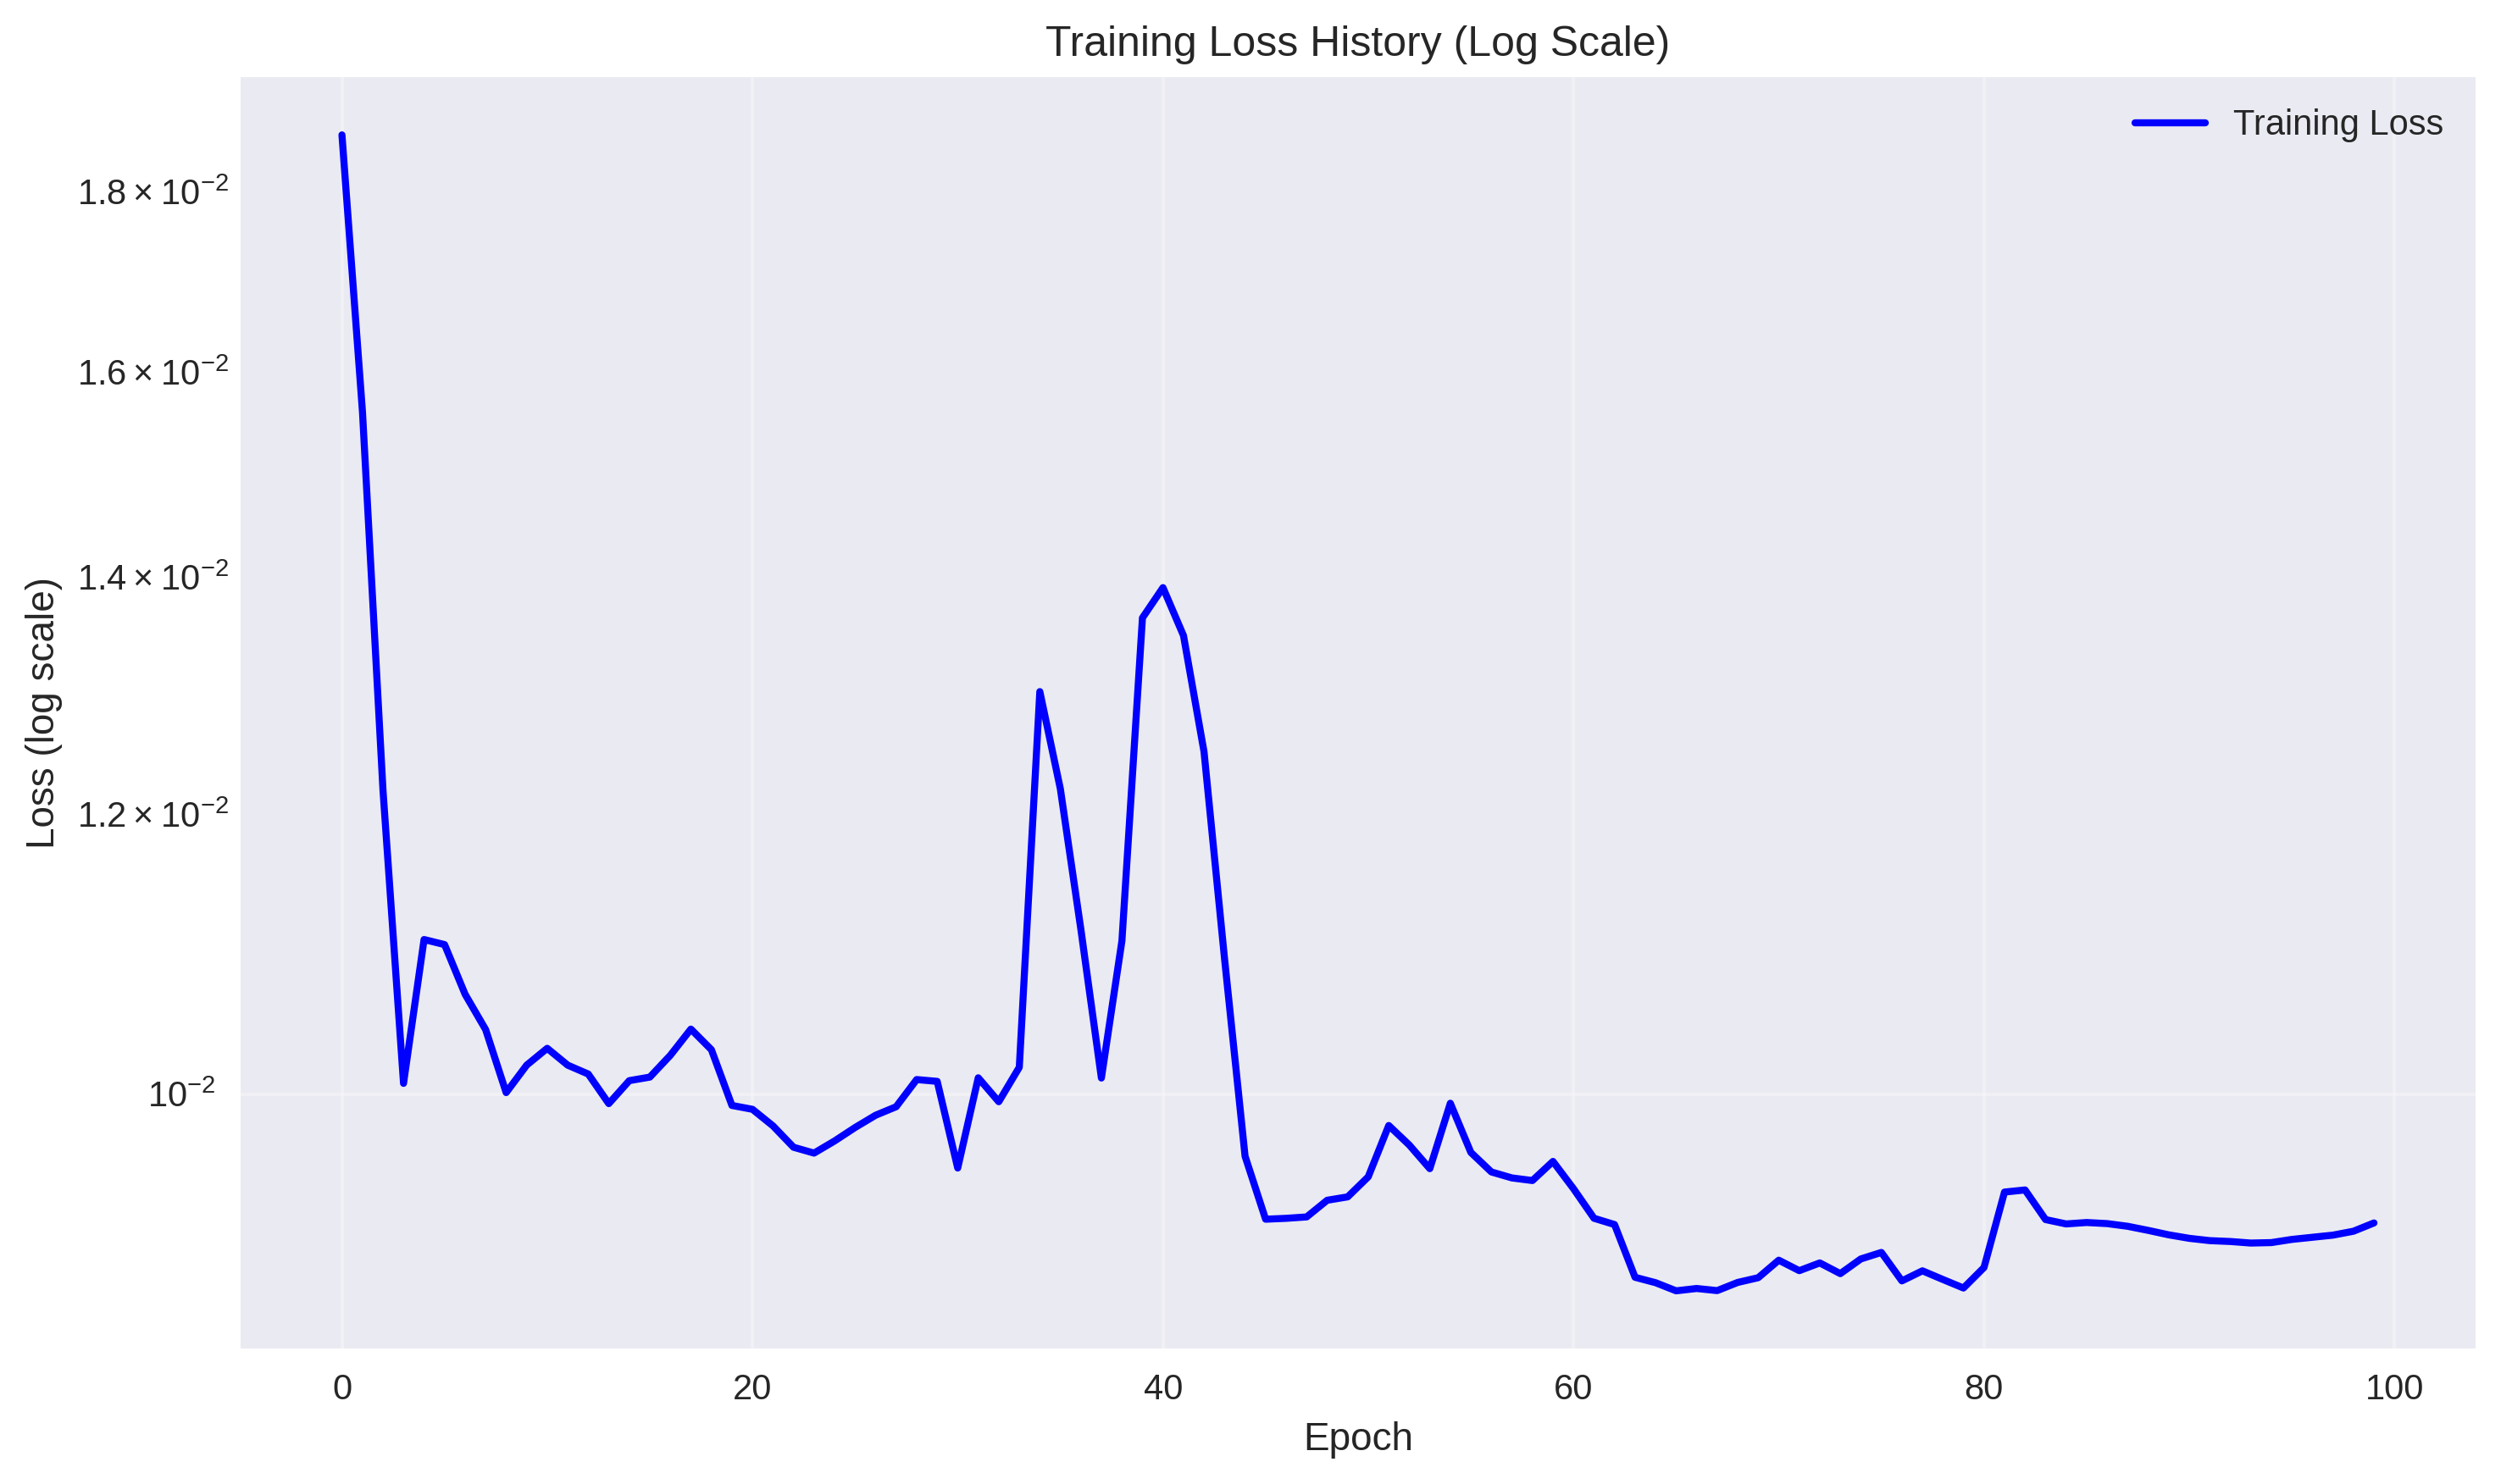 Training Loss History (Log Scale)
Training Loss
1.8 × 10⁻²
1.6 × 10⁻²
1.4 × 10⁻²
1.2 × 10⁻²
10⁻²
Loss (log scale)
0 20 40 60 80 100
Epoch